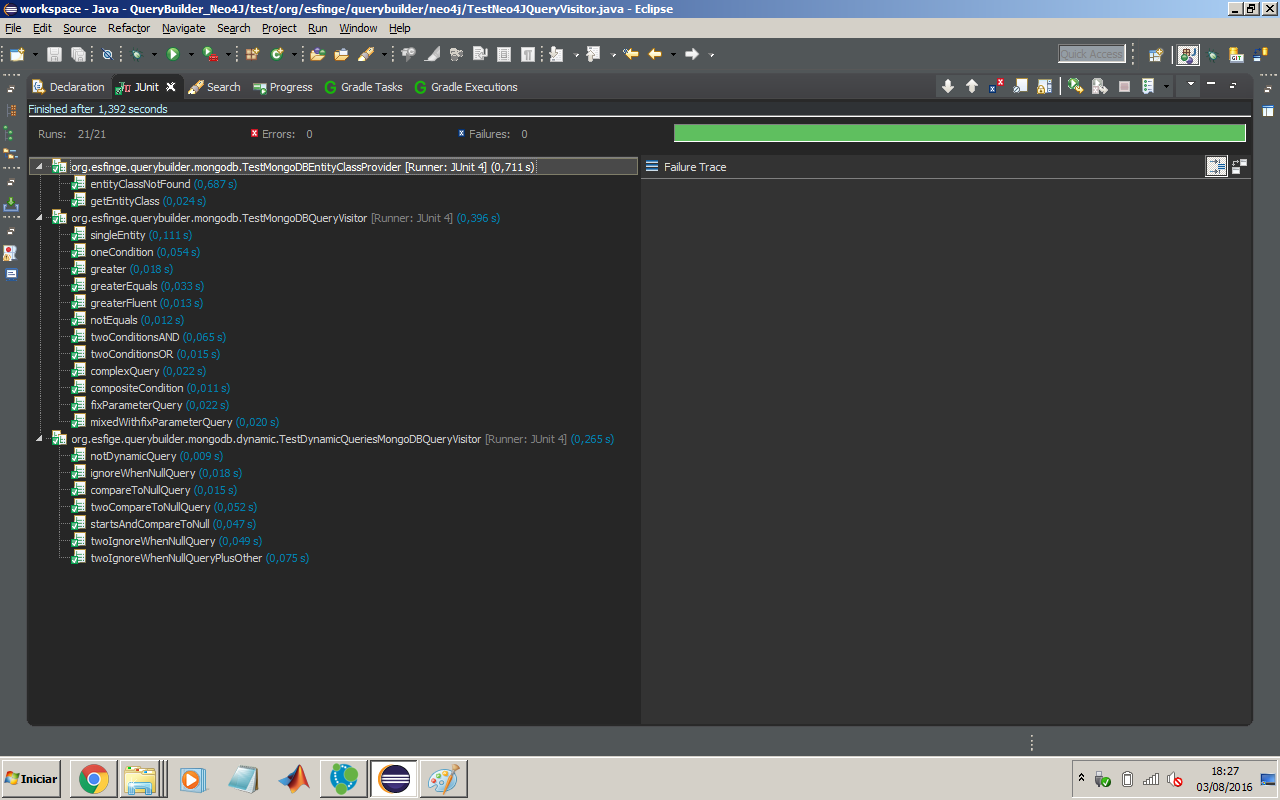 workspace - Java - QueryBuilder_Neo4J/test/org/esfinge/querybuilder/neo4j/TestNeo4JQueryVisitor.java - Eclipse
File Edit Source Refactor Navigate Search Project Run Window Help
Quick Access
Declaration JUnit Search Progress Gradle Tasks Gradle Executions
Finished after 1,392 seconds
Runs: 21/21 Errors: 0 Failures: 0
org.esfinge.querybuilder.mongodb.TestMongoDBEntityClassProvider [Runner: JUnit 4] (0,711 s)
Failure Trace
entityClassNotFound (0,687 s)
getEntityClass (0,024 s)
org.esfinge.querybuilder.mongodb.TestMongoDBQueryVisitor [Runner: JUnit 4] (0,396 s)
singleEntity (0,111 s)
oneCondition (0,054 s)
greater (0,018 s)
greaterEquals (0,033 s)
greaterFluent (0,013 s)
notEquals (0,012 s)
twoConditionsAND (0,065 s)
twoConditionsOR (0,015 s)
complexQuery (0,022 s)
compositeCondition (0,011 s)
fixParameterQuery (0,022 s)
mixedWithfixParameterQuery (0,020 s)
org.esfige.querybuilder.mongodb.dynamic.TestDynamicQueriesMongoDBQueryVisitor [Runner: JUnit 4] (0,265 s)
notDynamicQuery (0,009 s)
ignoreWhenNullQuery (0,018 s)
compareToNullQuery (0,015 s)
twoCompareToNullQuery (0,052 s)
startsAndCompareToNull (0,047 s)
twoIgnoreWhenNullQuery (0,049 s)
twoIgnoreWhenNullQueryPlusOther (0,075 s)
Iniciar
18:27
03/08/2016